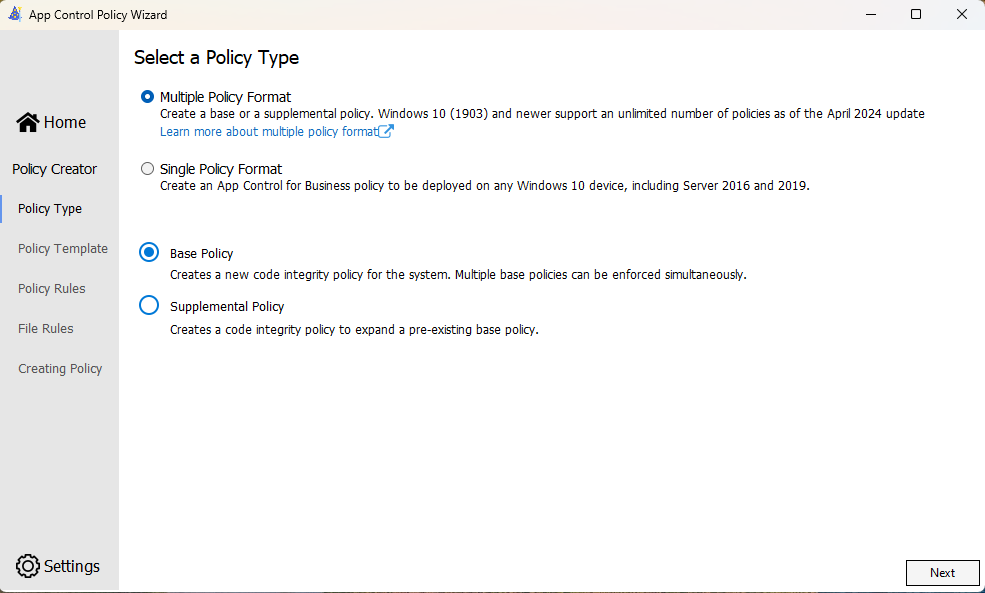 App Control Policy Wizard
Home
Policy Creator
Policy Type
Policy Template
Policy Rules
File Rules
Creating Policy
Settings
Select a Policy Type
Multiple Policy Format
Create a base or a supplemental policy. Windows 10 (1903) and newer support an unlimited number of policies as of the April 2024 update
Learn more about multiple policy format
Single Policy Format
Create an App Control for Business policy to be deployed on any Windows 10 device, including Server 2016 and 2019.
Base Policy
Creates a new code integrity policy for the system. Multiple base policies can be enforced simultaneously.
Supplemental Policy
Creates a code integrity policy to expand a pre-existing base policy.
Next